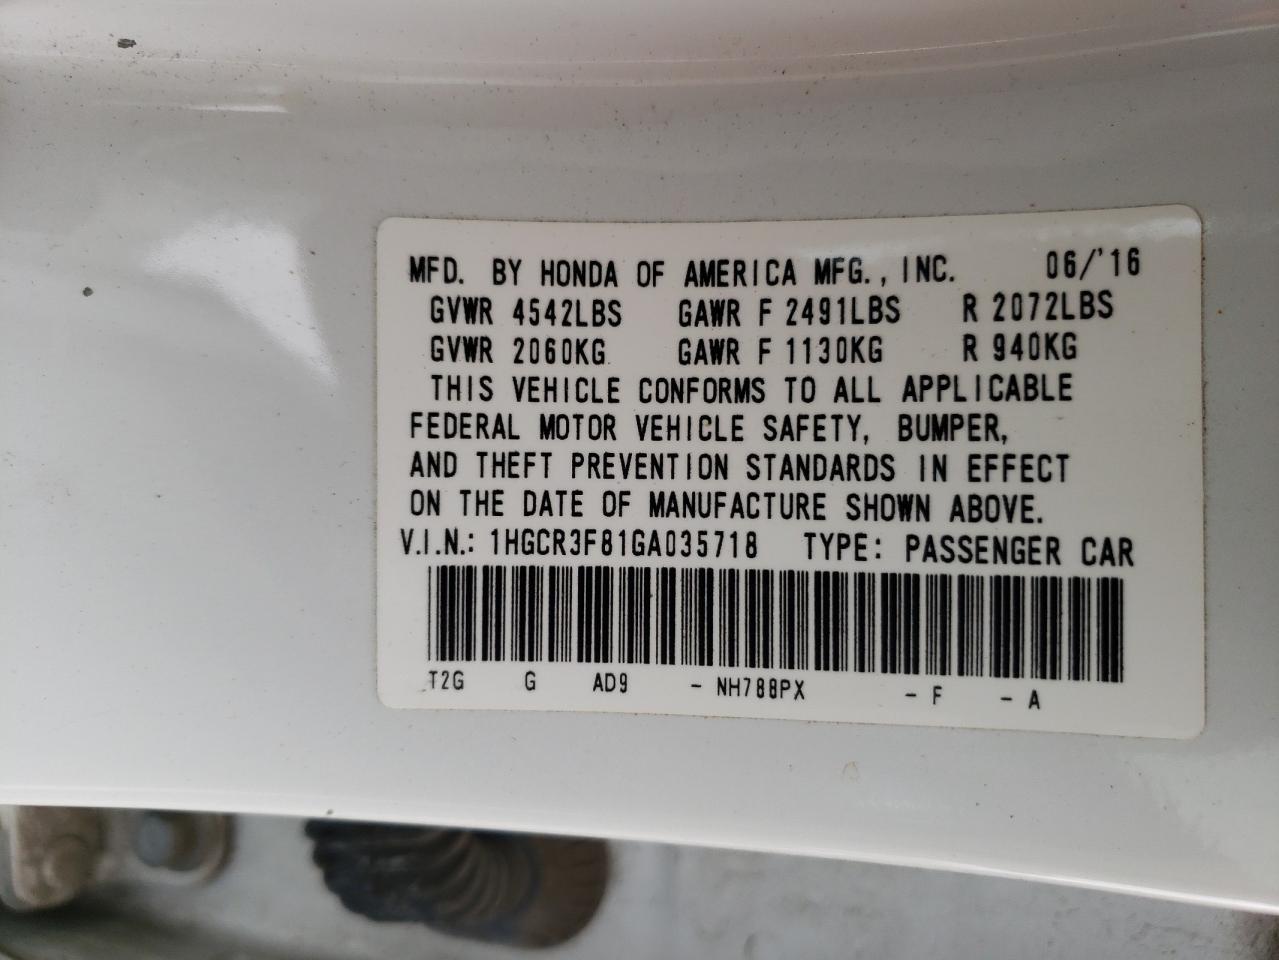 MFD. BY HONDA OF AMERICA MFG., INC. 06/'16
GVWR 4542LBS GAWR F 2491LBS R 2072LBS
GVWR 2060KG GAWR F 1130KG R 940KG
THIS VEHICLE CONFORMS TO ALL APPLICABLE
FEDERAL MOTOR VEHICLE SAFETY, BUMPER,
AND THEFT PREVENTION STANDARDS IN EFFECT
ON THE DATE OF MANUFACTURE SHOWN ABOVE.
V.I.N.: 1HGCR3F81GA035718 TYPE: PASSENGER CAR
T2G G AD9 - NH788PX - F - A